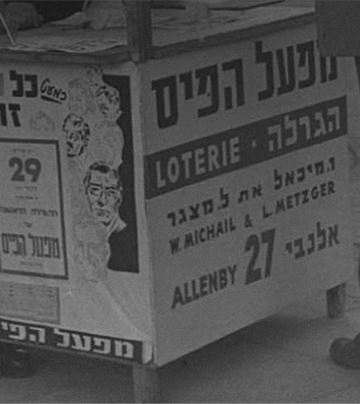 כל
כמעט
זו
29
מפעל הפיס
מפעל הפיס
מפעל הפיס
הגרלה · LOTERIE
ו.מיכאל את ל.מצגר
W. MICHAIL & L. METZGER
אלנבי 27 ALLENBY